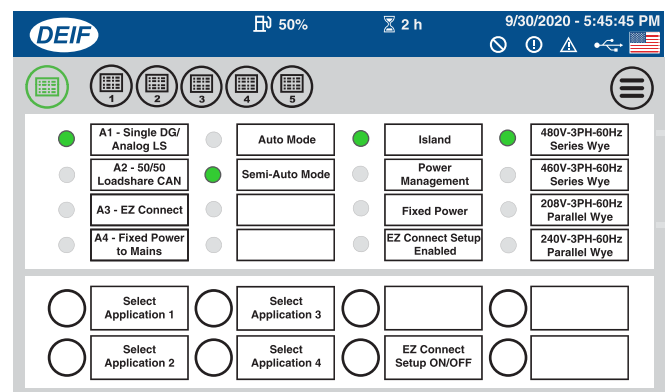 DEIF
50%
2 h
9/30/2020 - 5:45:45 PM
1
2
3
4
5
A1 - Single DG/
Analog LS
Auto Mode
Island
480V-3PH-60Hz
Series Wye
A2 - 50/50
Loadshare CAN
Semi-Auto Mode
Power
Management
460V-3PH-60Hz
Series Wye
A3 - EZ Connect
Fixed Power
208V-3PH-60Hz
Parallel Wye
A4 - Fixed Power
to Mains
EZ Connect Setup
Enabled
240V-3PH-60Hz
Parallel Wye
Select
Application 1
Select
Application 3
Select
Application 2
Select
Application 4
EZ Connect
Setup ON/OFF